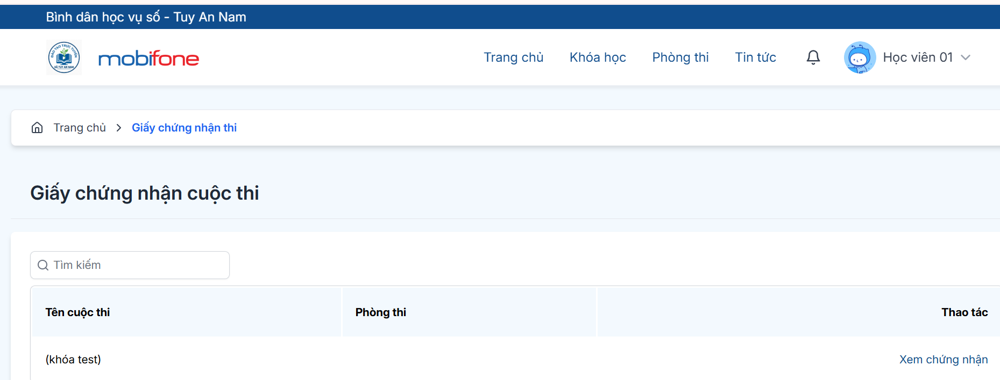 Bình dân học vụ số - Tuy An Nam
ĐÀO TẠO TRỰC TUYẾN
XÃ TUY AN NAM
mobifone
Trang chủ
Khóa học
Phòng thi
Tin tức
Học viên 01
Trang chủ > Giấy chứng nhận thi
Giấy chứng nhận cuộc thi
Tìm kiếm
Tên cuộc thi
Phòng thi
Thao tác
(khóa test)
Xem chứng nhận